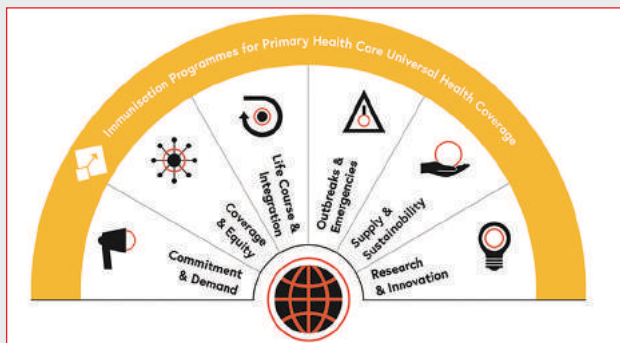 Immunisation Programmes for Primary Health Care Universal Health Coverage
Commitment
& Demand
Coverage
& Equity
Life Course &
Integration
Outbreaks &
Emergencies
Supply &
Sustainability
Research
& Innovation